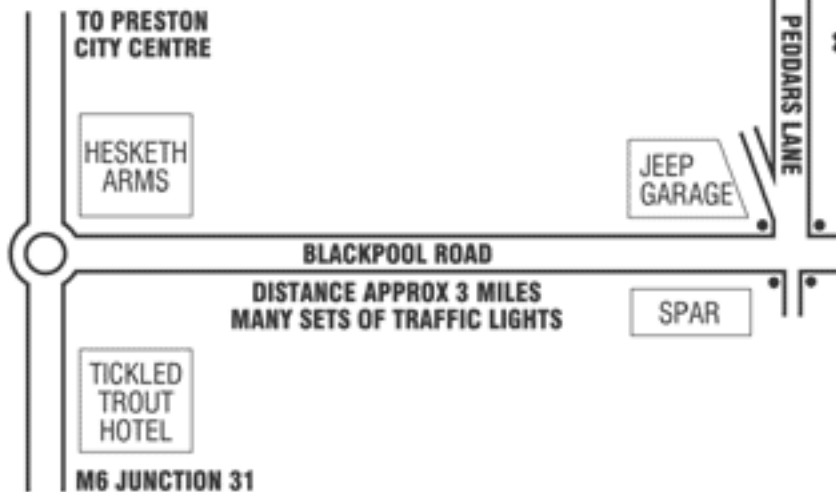 TO PRESTON
CITY CENTRE
PEDDARS LANE
HESKETH
ARMS
JEEP
GARAGE
BLACKPOOL ROAD
DISTANCE APPROX 3 MILES
MANY SETS OF TRAFFIC LIGHTS
SPAR
TICKLED
TROUT
HOTEL
M6 JUNCTION 31